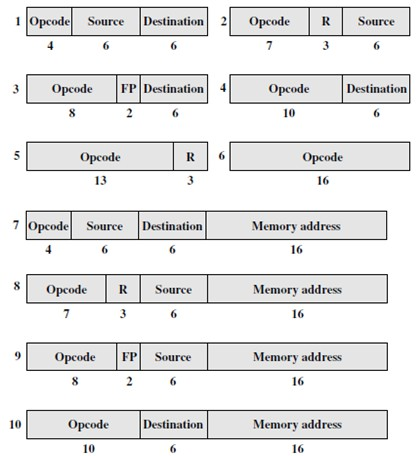 1 Opcode Source Destination 2 Opcode R Source
4 6 6 7 3 6
3 Opcode FP Destination 4 Opcode Destination
8 2 6 10 6
5 Opcode R 6 Opcode
13 3 16
7 Opcode Source Destination Memory address
4 6 6 16
8 Opcode R Source Memory address
7 3 6 16
9 Opcode FP Source Memory address
8 2 6 16
10 Opcode Destination Memory address
10 6 16